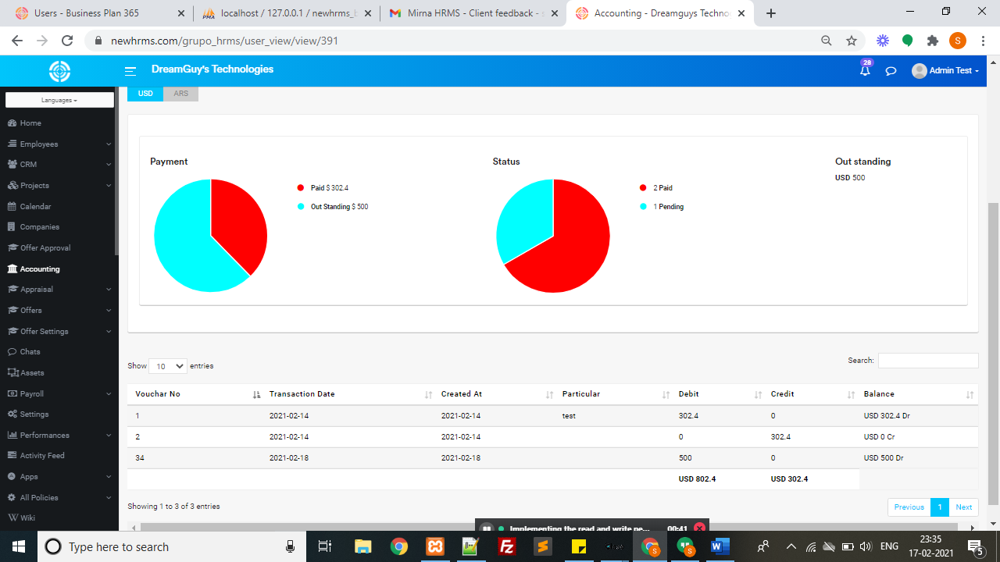 Users - Business Plan 365
localhost / 127.0.0.1 / newhrms_b
Mirna HRMS - Client feedback - s
Accounting - Dreamguys Techno
newhrms.com/grupo_hrms/user_view/view/391
S
DreamGuy's Technologies
28
Admin Test
Languages
USD
ARS
Home
Employees
CRM
Projects
Calendar
Companies
Offer Approval
Accounting
Appraisal
Offers
Offer Settings
Chats
Assets
Payroll
Settings
Performances
Activity Feed
Apps
All Policies
Wiki
Payment
Paid $ 302.4
Out Standing $ 500
Status
2 Paid
1 Pending
Out standing
USD 500
Show 10 entries
Search:
Vouchar No Transaction Date Created At Particular Debit Credit Balance
1 2021-02-14 2021-02-14 test 302.4 0 USD 302.4 Dr
2 2021-02-14 2021-02-14 0 302.4 USD 0 Cr
34 2021-02-18 2021-02-18 500 0 USD 500 Dr
USD 802.4 USD 302.4
Showing 1 to 3 of 3 entries
Previous 1 Next
Implementing the read and write pe... 00:41
Type here to search
ENG
23:35
17-02-2021
5